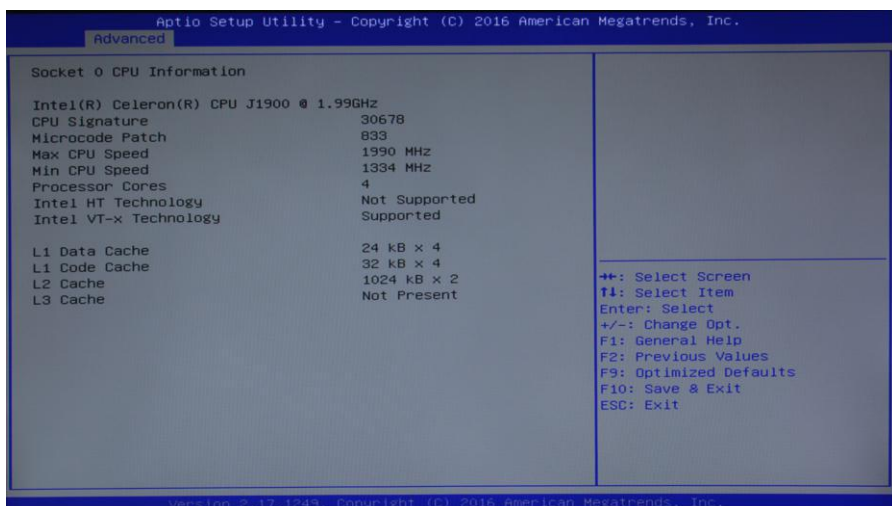 Aptio Setup Utility – Copyright (C) 2016 American Megatrends, Inc.
Advanced
Socket 0 CPU Information
Intel(R) Celeron(R) CPU J1900 @ 1.99GHz
CPU Signature 30678
Microcode Patch 833
Max CPU Speed 1990 MHz
Min CPU Speed 1334 MHz
Processor Cores 4
Intel HT Technology Not Supported
Intel VT-x Technology Supported
L1 Data Cache 24 kB x 4
L1 Code Cache 32 kB x 4
L2 Cache 1024 kB x 2
L3 Cache Not Present
→←: Select Screen
↑↓: Select Item
Enter: Select
+/-: Change Opt.
F1: General Help
F2: Previous Values
F9: Optimized Defaults
F10: Save & Exit
ESC: Exit
Version 2.17.1249. Copyright (C) 2016 American Megatrends, Inc.